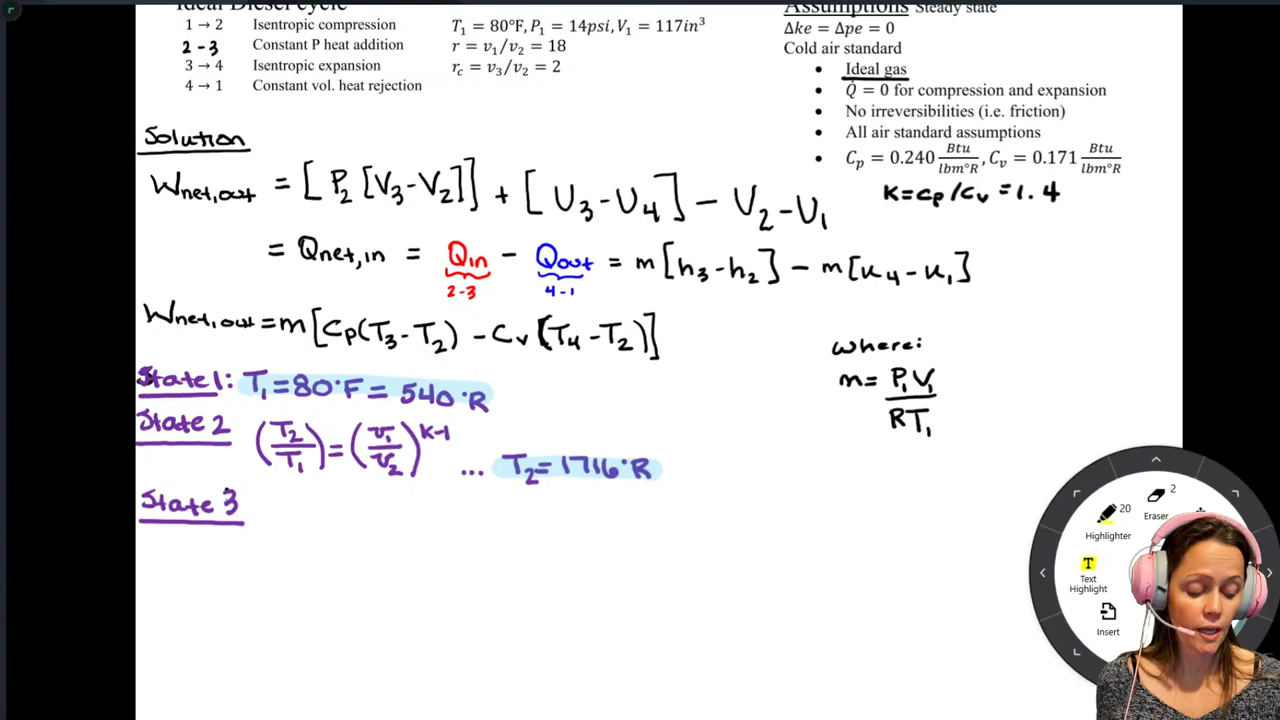 Ideal Diesel cycle
1 → 2 Isentropic compression
2 - 3 Constant P heat addition
3 → 4 Isentropic expansion
4 → 1 Constant vol. heat rejection
T₁ = 80°F, P₁ = 14psi, V₁ = 117in³
r = v₁/v₂ = 18
r_c = v₃/v₂ = 2
Assumptions Steady state
Δke = Δpe = 0
Cold air standard
• Ideal gas
• Q̇ = 0 for compression and expansion
• No irreversibilities (i.e. friction)
• All air standard assumptions
• Cₚ = 0.240 Btu/lbm°R, Cᵥ = 0.171 Btu/lbm°R
K = Cp/Cv = 1.4
Solution
Wnet,out = [P₂[V₃-V₂]] + [U₃-U₄] - U₂-U₁
= Qnet,in = Qin - Qout = m[h₃-h₂] - m[u₄-u₁]
2-3 4-1
Wnet,out = m[Cp(T₃-T₂) - Cv(T₄-T₂)]
where:
m = P₁V₁/RT₁
State 1: T₁ = 80°F = 540°R
State 2 (T₂/T₁) = (v₁/v₂)^k-1 ... T₂ = 1716°R
State 3
20
Highlighter
2
Eraser
T
Text
Highlight
Insert